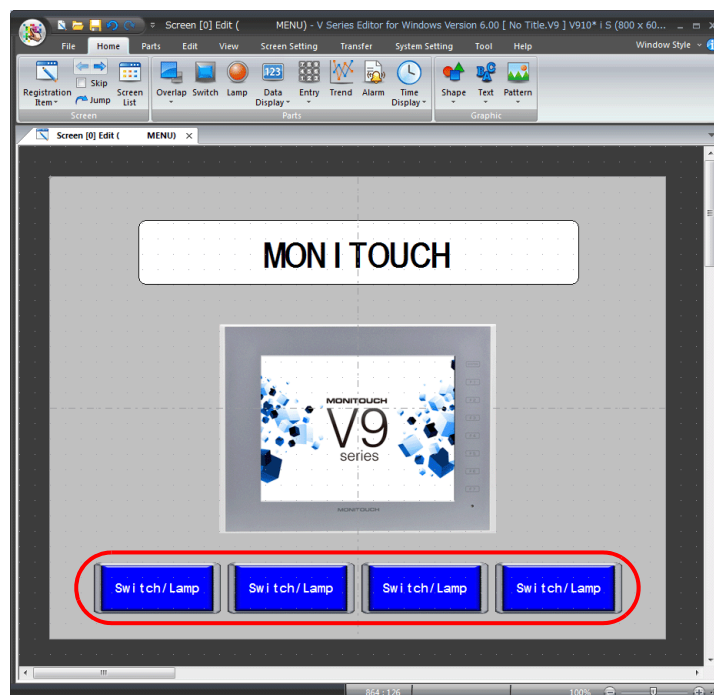 Screen [0] Edit ( MENU) - V Series Editor for Windows Version 6.00 [ No Title.V9 ] V910* i S (800 x 60...
File Home Parts Edit View Screen Setting Transfer System Setting Tool Help Window Style
Registration Item
Skip
Jump
Screen List
Overlap
Switch
Lamp
123
Data Display
Entry
Trend
Alarm
Time Display
Shape
Text
Pattern
Screen Parts Graphic
Screen [0] Edit ( MENU) ×
MONITOUCH
MONITOUCH
V9
series
MONITOUCH
Switch/Lamp Switch/Lamp Switch/Lamp Switch/Lamp
864 : 126 100%